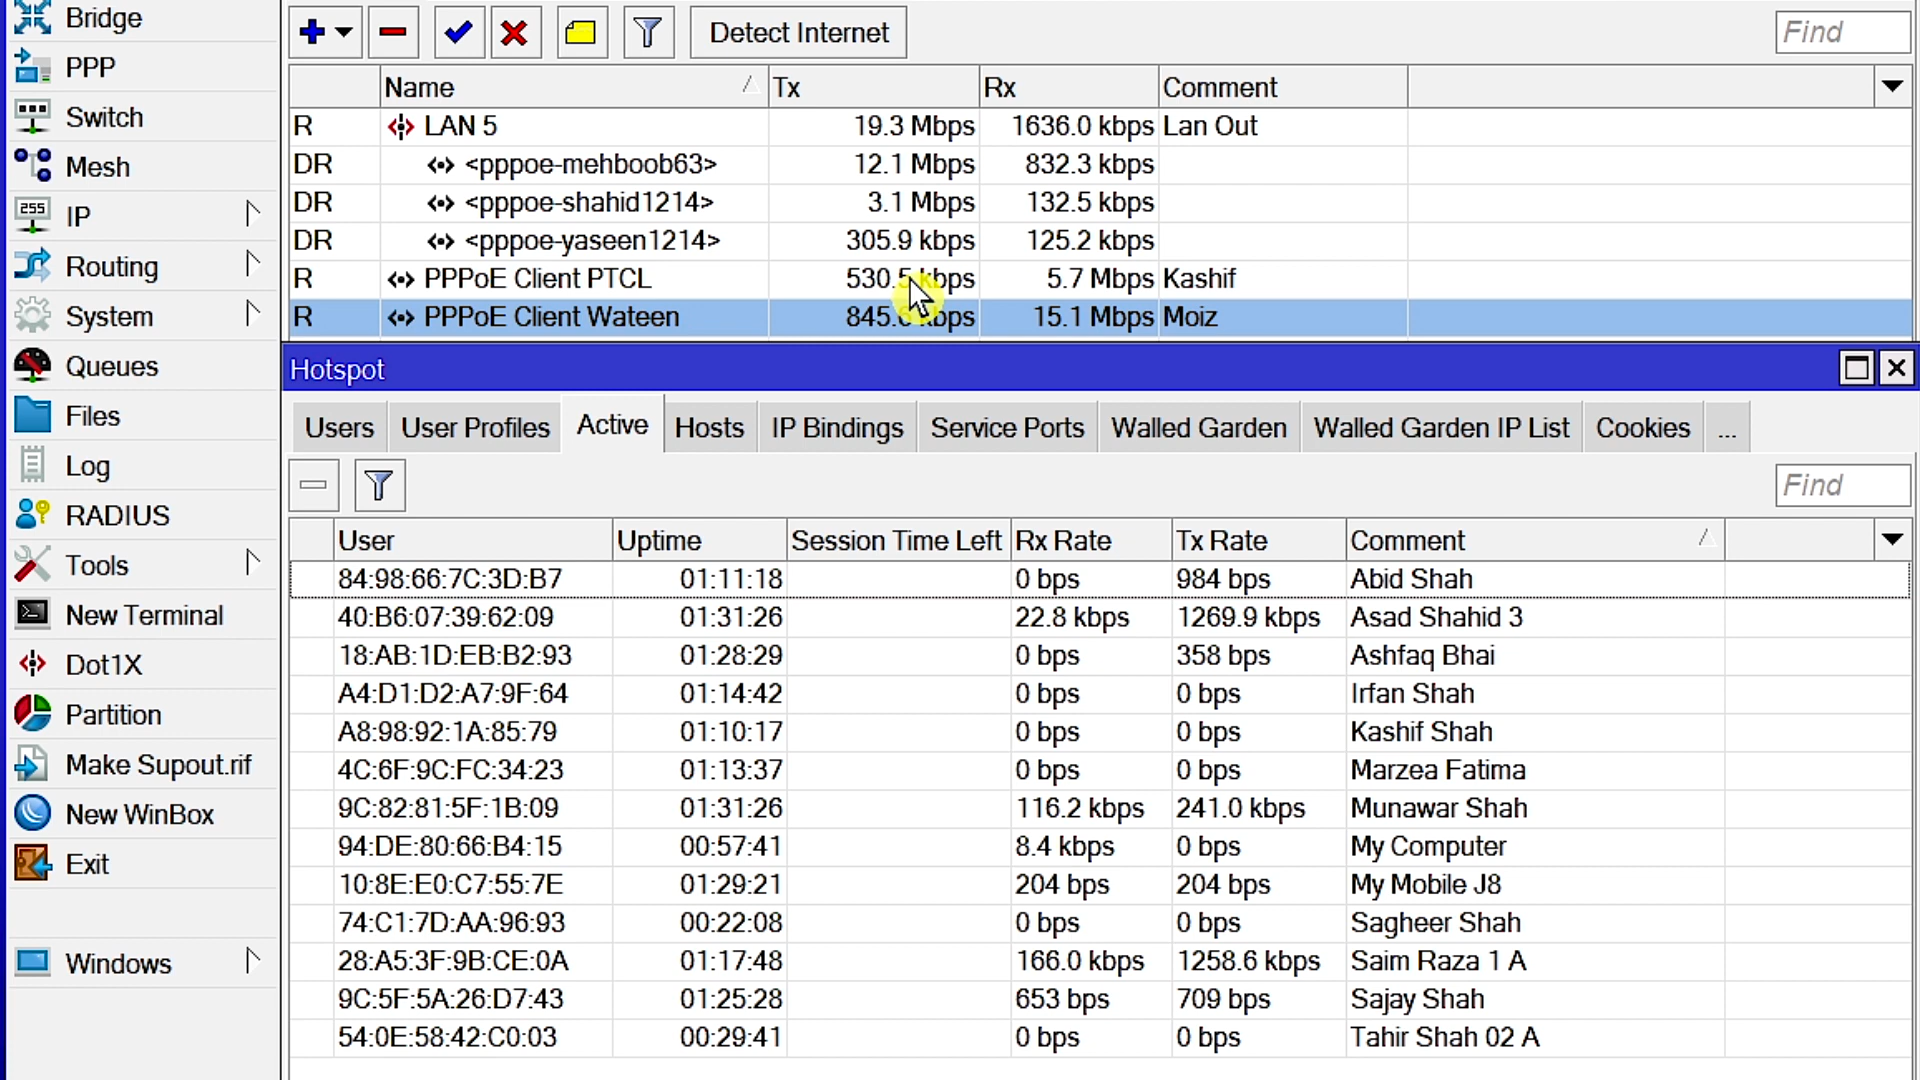 Bridge
PPP
Switch
Mesh
255
IP
Routing
System
Queues
Files
Log
RADIUS
Tools
New Terminal
Dot1X
Partition
Make Supout.rif
New WinBox
Exit
Windows
Detect Internet
Find
Name Tx Rx Comment
R LAN 5 19.3 Mbps 1636.0 kbps Lan Out
DR <pppoe-mehboob63> 12.1 Mbps 832.3 kbps
DR <pppoe-shahid1214> 3.1 Mbps 132.5 kbps
DR <pppoe-yaseen1214> 305.9 kbps 125.2 kbps
R PPPoE Client PTCL 530.5 kbps 5.7 Mbps Kashif
R PPPoE Client Wateen 845.6 kbps 15.1 Mbps Moiz
Hotspot
Users User Profiles Active Hosts IP Bindings Service Ports Walled Garden Walled Garden IP List Cookies ...
Find
User Uptime Session Time Left Rx Rate Tx Rate Comment
84:98:66:7C:3D:B7 01:11:18 0 bps 984 bps Abid Shah
40:B6:07:39:62:09 01:31:26 22.8 kbps 1269.9 kbps Asad Shahid 3
18:AB:1D:EB:B2:93 01:28:29 0 bps 358 bps Ashfaq Bhai
A4:D1:D2:A7:9F:64 01:14:42 0 bps 0 bps Irfan Shah
A8:98:92:1A:85:79 01:10:17 0 bps 0 bps Kashif Shah
4C:6F:9C:FC:34:23 01:13:37 0 bps 0 bps Marzea Fatima
9C:82:81:5F:1B:09 01:31:26 116.2 kbps 241.0 kbps Munawar Shah
94:DE:80:66:B4:15 00:57:41 8.4 kbps 0 bps My Computer
10:8E:E0:C7:55:7E 01:29:21 204 bps 204 bps My Mobile J8
74:C1:7D:AA:96:93 00:22:08 0 bps 0 bps Sagheer Shah
28:A5:3F:9B:CE:0A 01:17:48 166.0 kbps 1258.6 kbps Saim Raza 1 A
9C:5F:5A:26:D7:43 01:25:28 653 bps 709 bps Sajay Shah
54:0E:58:42:C0:03 00:29:41 0 bps 0 bps Tahir Shah 02 A